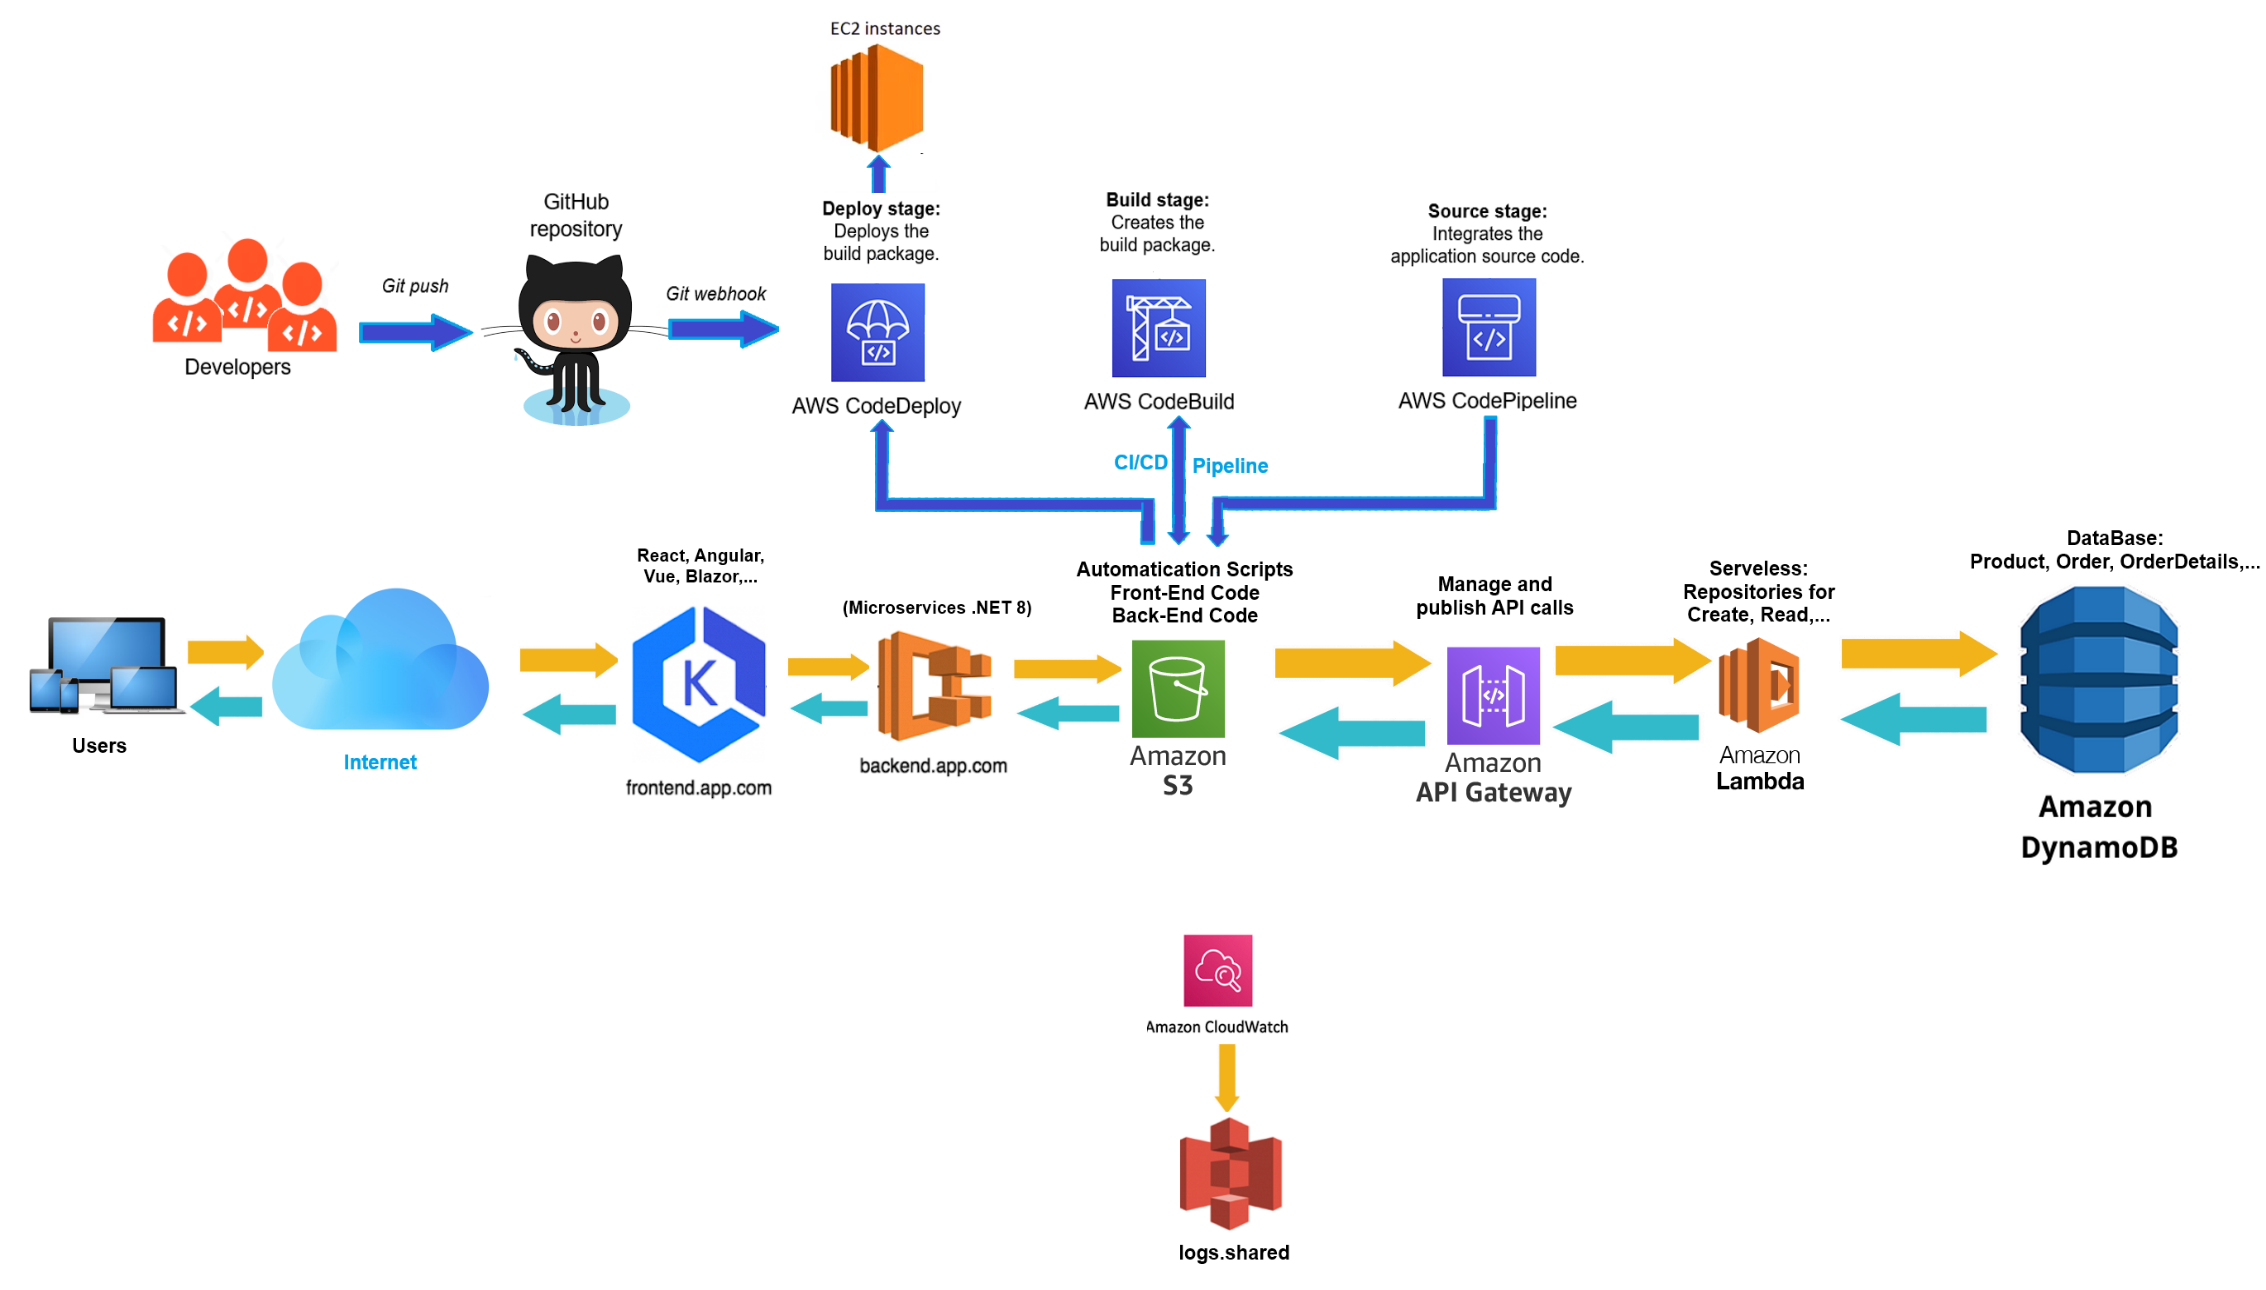 EC2 instances
GitHub
repository
Deploy stage:
Deploys the
build package.
Build stage:
Creates the
build package.
Source stage:
Integrates the
application source code.
Git push
Git webhook
Developers
AWS CodeDeploy
AWS CodeBuild
AWS CodePipeline
CI/CD
Pipeline
React, Angular,
Vue, Blazor,...
(Microservices .NET 8)
Automatication Scripts
Front-End Code
Back-End Code
Manage and
publish API calls
Serveless:
Repositories for
Create, Read,...
DataBase:
Product, Order, OrderDetails,...
K
Users
Internet
frontend.app.com
backend.app.com
Amazon
S3
Amazon
API Gateway
Amazon
Lambda
Amazon
DynamoDB
Amazon CloudWatch
logs.shared